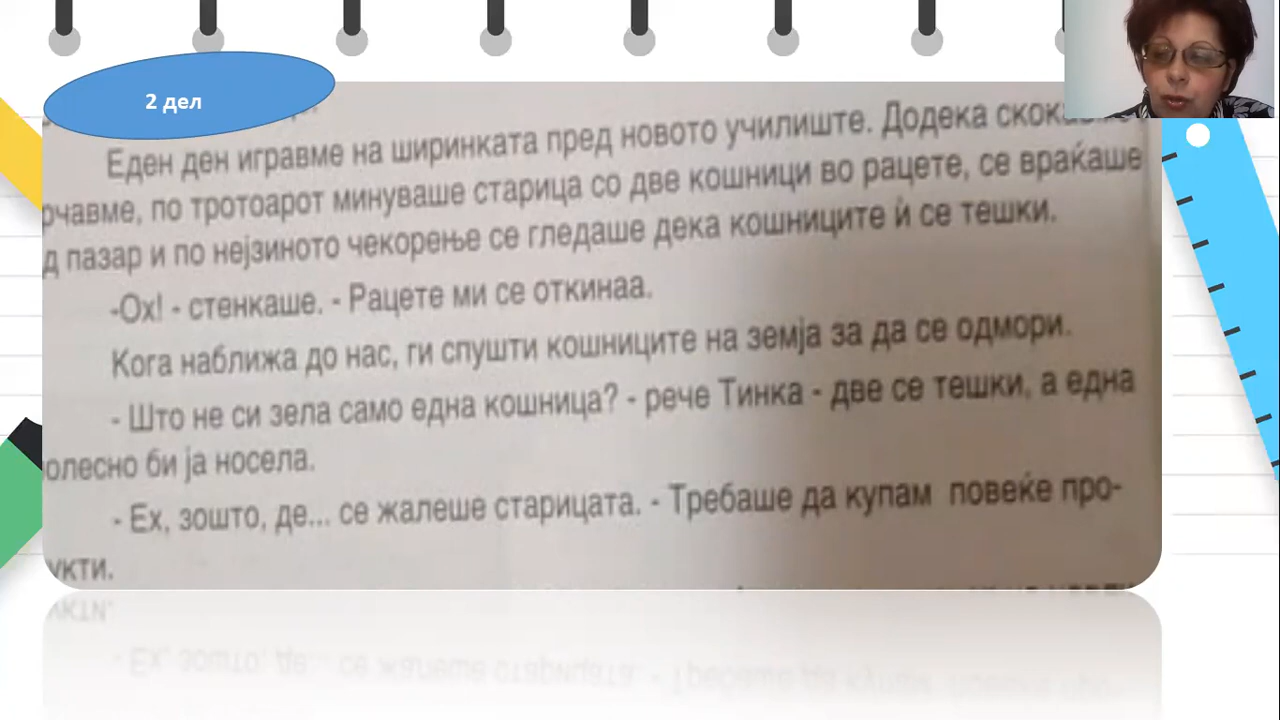 2 дел
Еден ден игравме на ширинката пред новото училиште. Додека
по тротоарот минуваше старица со две кошници во рацете, се враќаше
пазар и по нејзиното чекорење се гледаше дека кошниците ѝ се тешки.
-Ох! - стенкаше. - Рацете ми се откинаа.
Кога наближа до нас, ги спушти кошниците на земја за да се одмори.
- Што не си зела само една кошница? - рече Тинка - две се тешки, а една
би ја носела.
- Ех, зошто, де... се жалеше старицата. - Требаше да купам повеќе про-
укти.